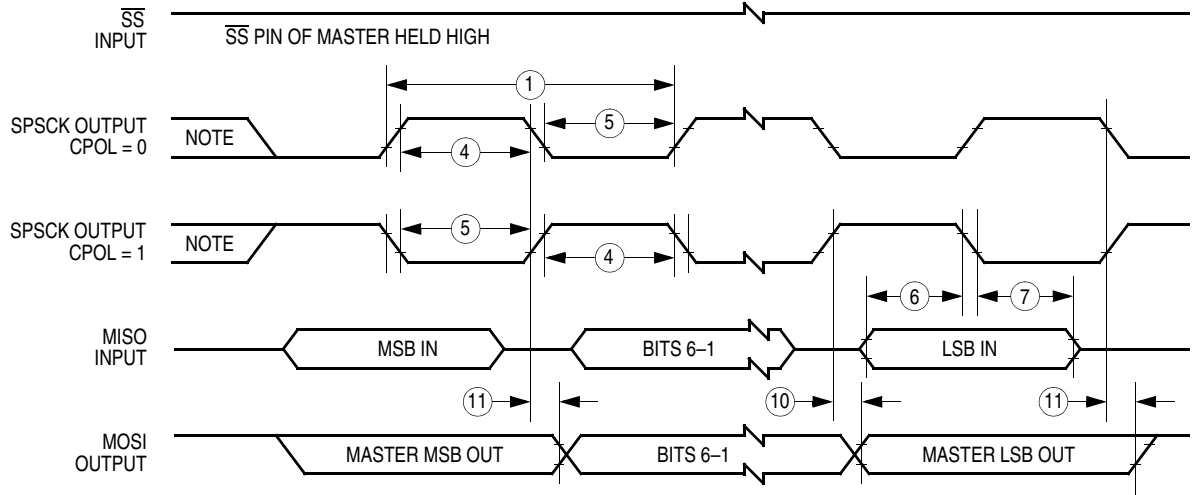 SS
INPUT
SS PIN OF MASTER HELD HIGH
1
SPSCK OUTPUT
CPOL = 0
NOTE
5
4
SPSCK OUTPUT
CPOL = 1
NOTE
5
4
6
7
MISO
INPUT
MSB IN
BITS 6–1
LSB IN
11
10
11
MOSI
OUTPUT
MASTER MSB OUT
BITS 6–1
MASTER LSB OUT